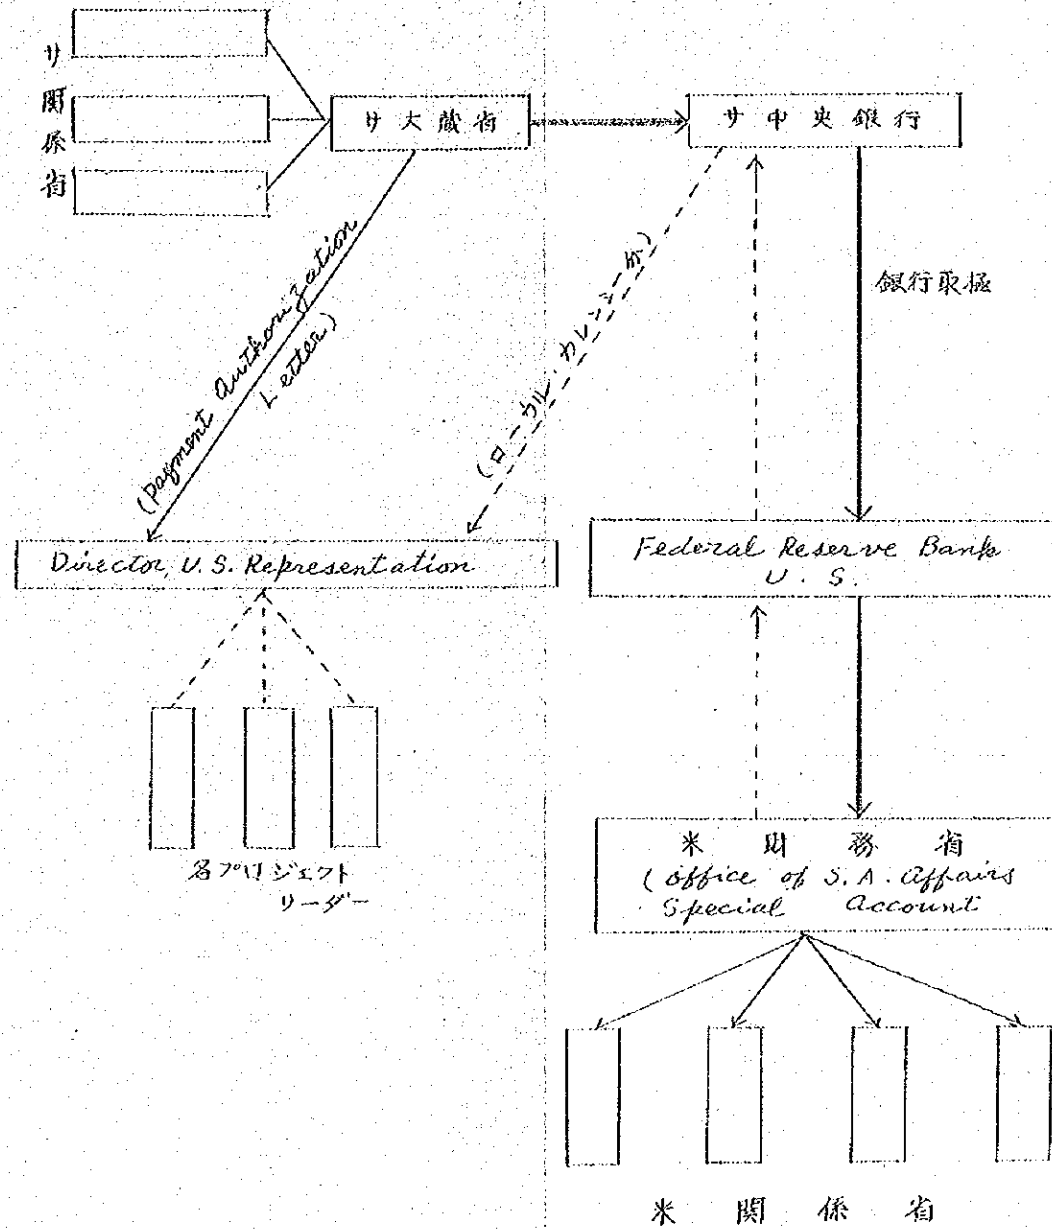 サ関係省
サ大蔵省
サ中央銀行
(Payment Authorization
Letter)
(ローカル・カレンシー分)
銀行取極
Director, U.S. Representation
Federal Reserve Bank
U. S.
各プロジェクト
リーダー
米財務省
(Office of S.A. Affairs
Special Account
米関係省